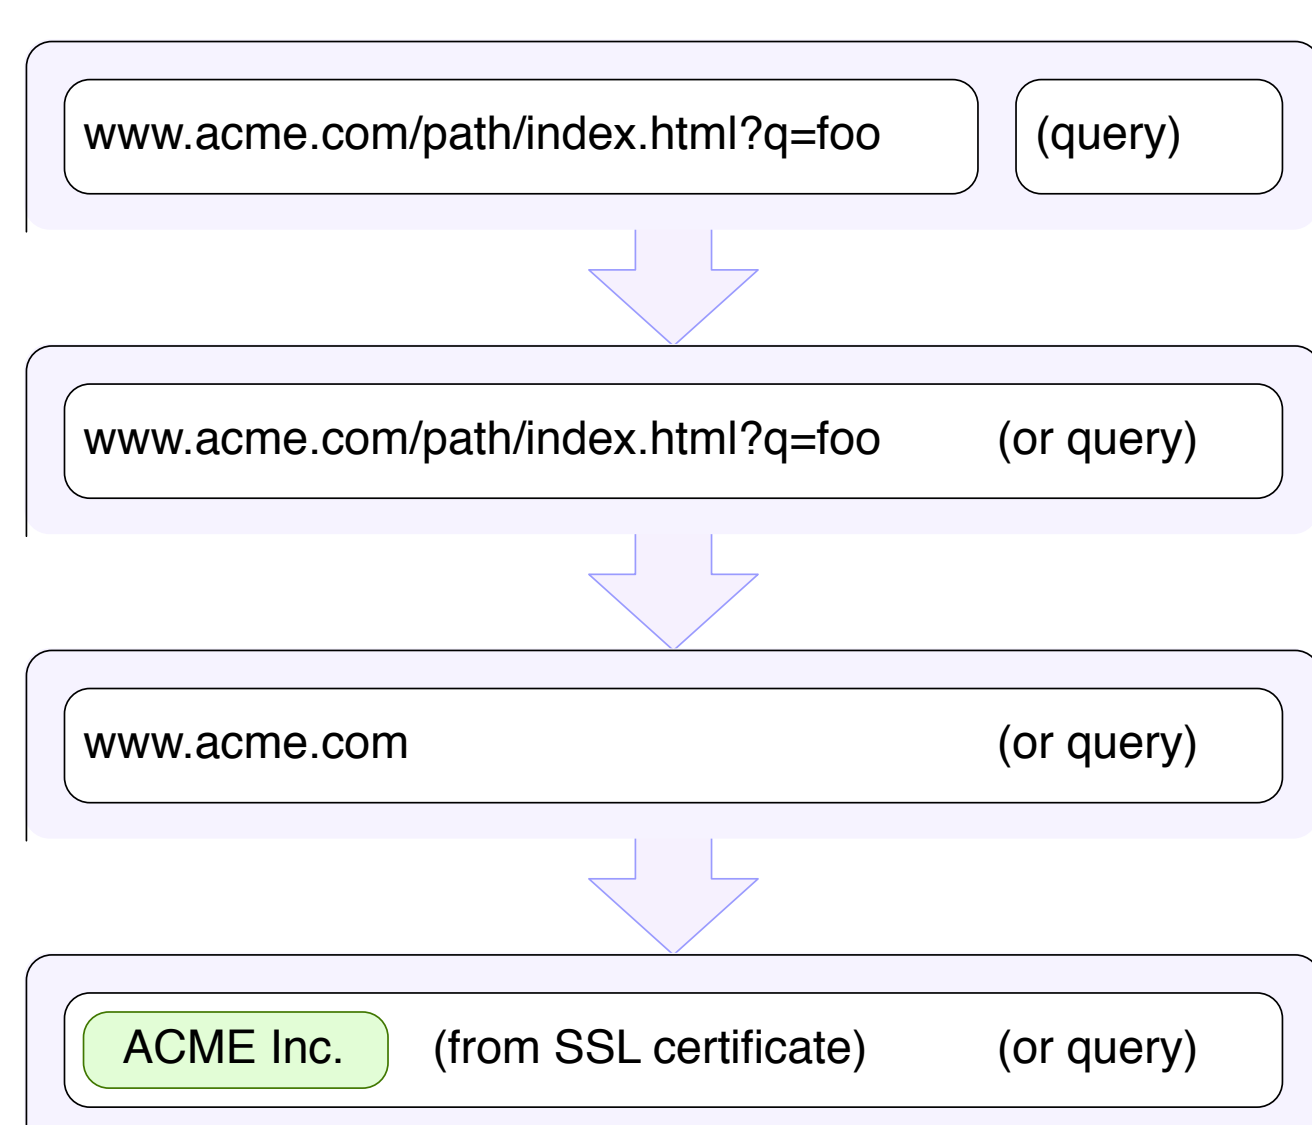 www.acme.com/path/index.html?q=foo (query)
www.acme.com/path/index.html?q=foo (or query)
www.acme.com (or query)
ACME Inc. (from SSL certificate) (or query)